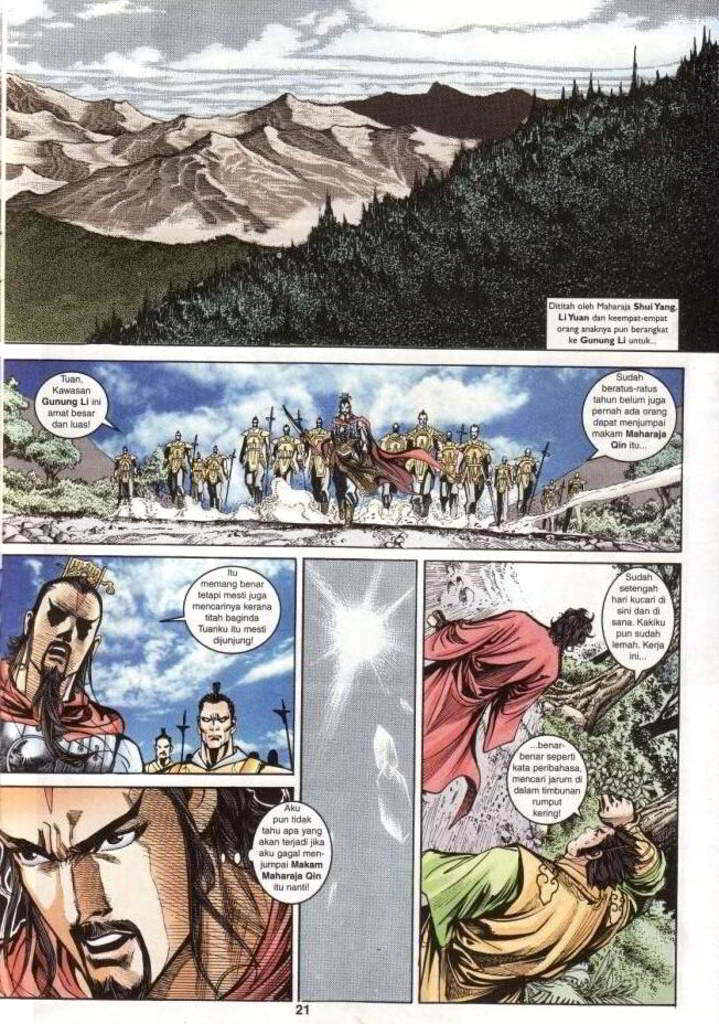 Dititah oleh Maharaja Shui Yang,
Li Yuan dan keempat-empat
orang anaknya pun berangkat
ke Gunung Li untuk...
Tuan,
Kawasan
Gunung Li ini
amat besar
dan luas!
Sudah
beratus-ratus
tahun belum juga
pernah ada orang
dapat menjumpai
makam Maharaja
Qin itu...
Itu
memang benar
tetapi mesti juga
mencarinya kerana
titah baginda
Tuanku itu mesti
dijunjung!
Aku
pun tidak
tahu apa yang
akan terjadi jika
aku gagal men-
jumpai Makam
Maharaja Qin
itu nanti!
Sudah
setengah
hari kucari di
sini dan di
sana. Kakiku
pun sudah
lemah. Kerja
ini...
...benar-
benar seperti
kata peribahasa,
mencari jarum di
dalam timbunan
rumput
kering!
21